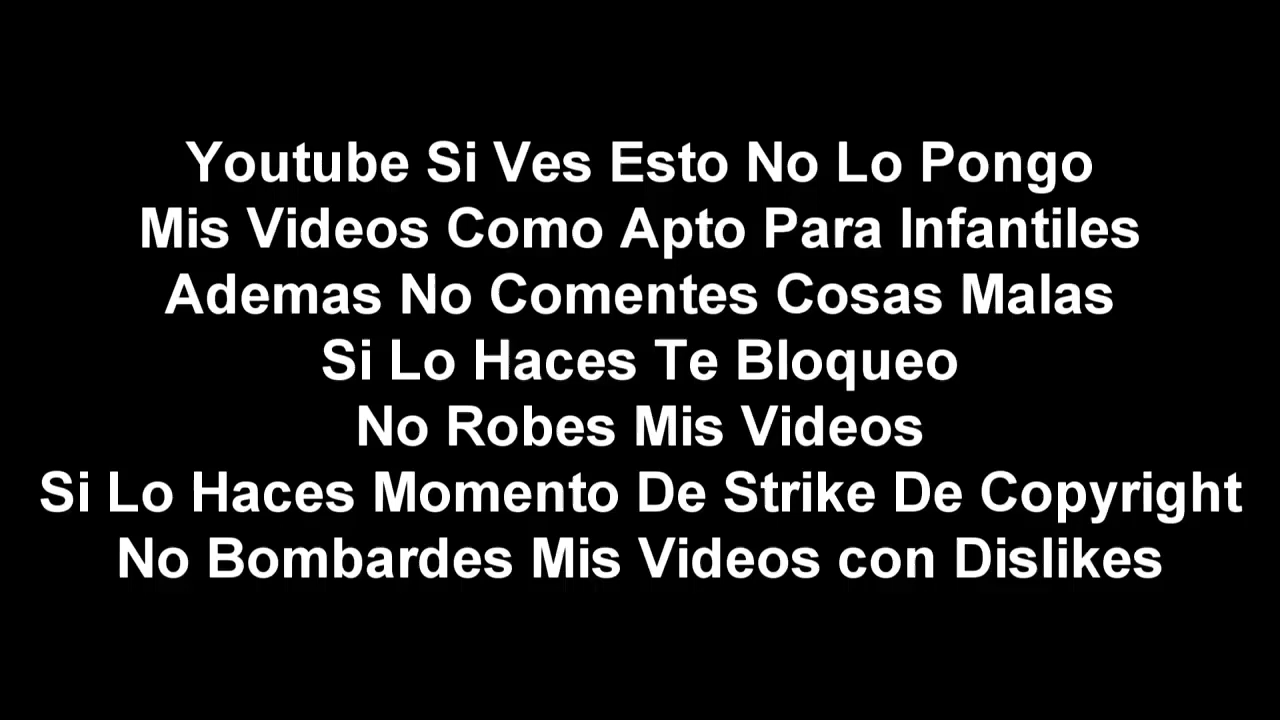 Youtube Si Ves Esto No Lo Pongo
Mis Videos Como Apto Para Infantiles
Ademas No Comentes Cosas Malas
Si Lo Haces Te Bloqueo
No Robes Mis Videos
Si Lo Haces Momento De Strike De Copyright
No Bombardes Mis Videos con Dislikes